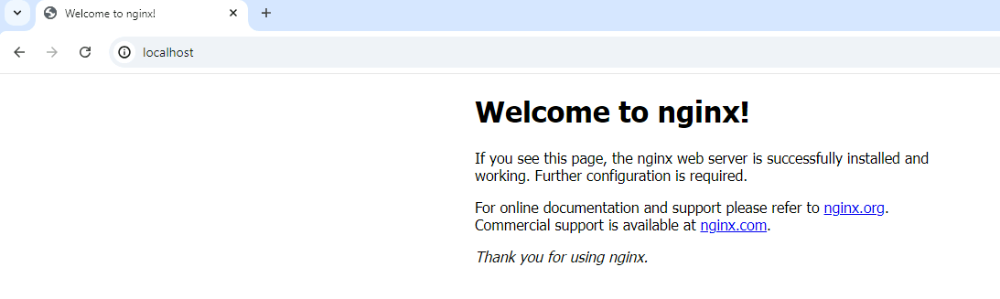 Welcome to nginx!
localhost
Welcome to nginx!
If you see this page, the nginx web server is successfully installed and
working. Further configuration is required.
For online documentation and support please refer to nginx.org.
Commercial support is available at nginx.com.
Thank you for using nginx.